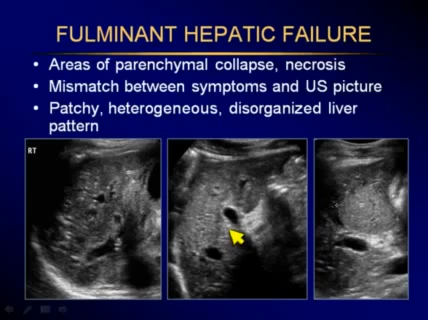 FULMINANT HEPATIC FAILURE
• Areas of parenchymal collapse, necrosis
• Mismatch between symptoms and US picture
• Patchy, heterogeneous, disorganized liver
pattern
RT